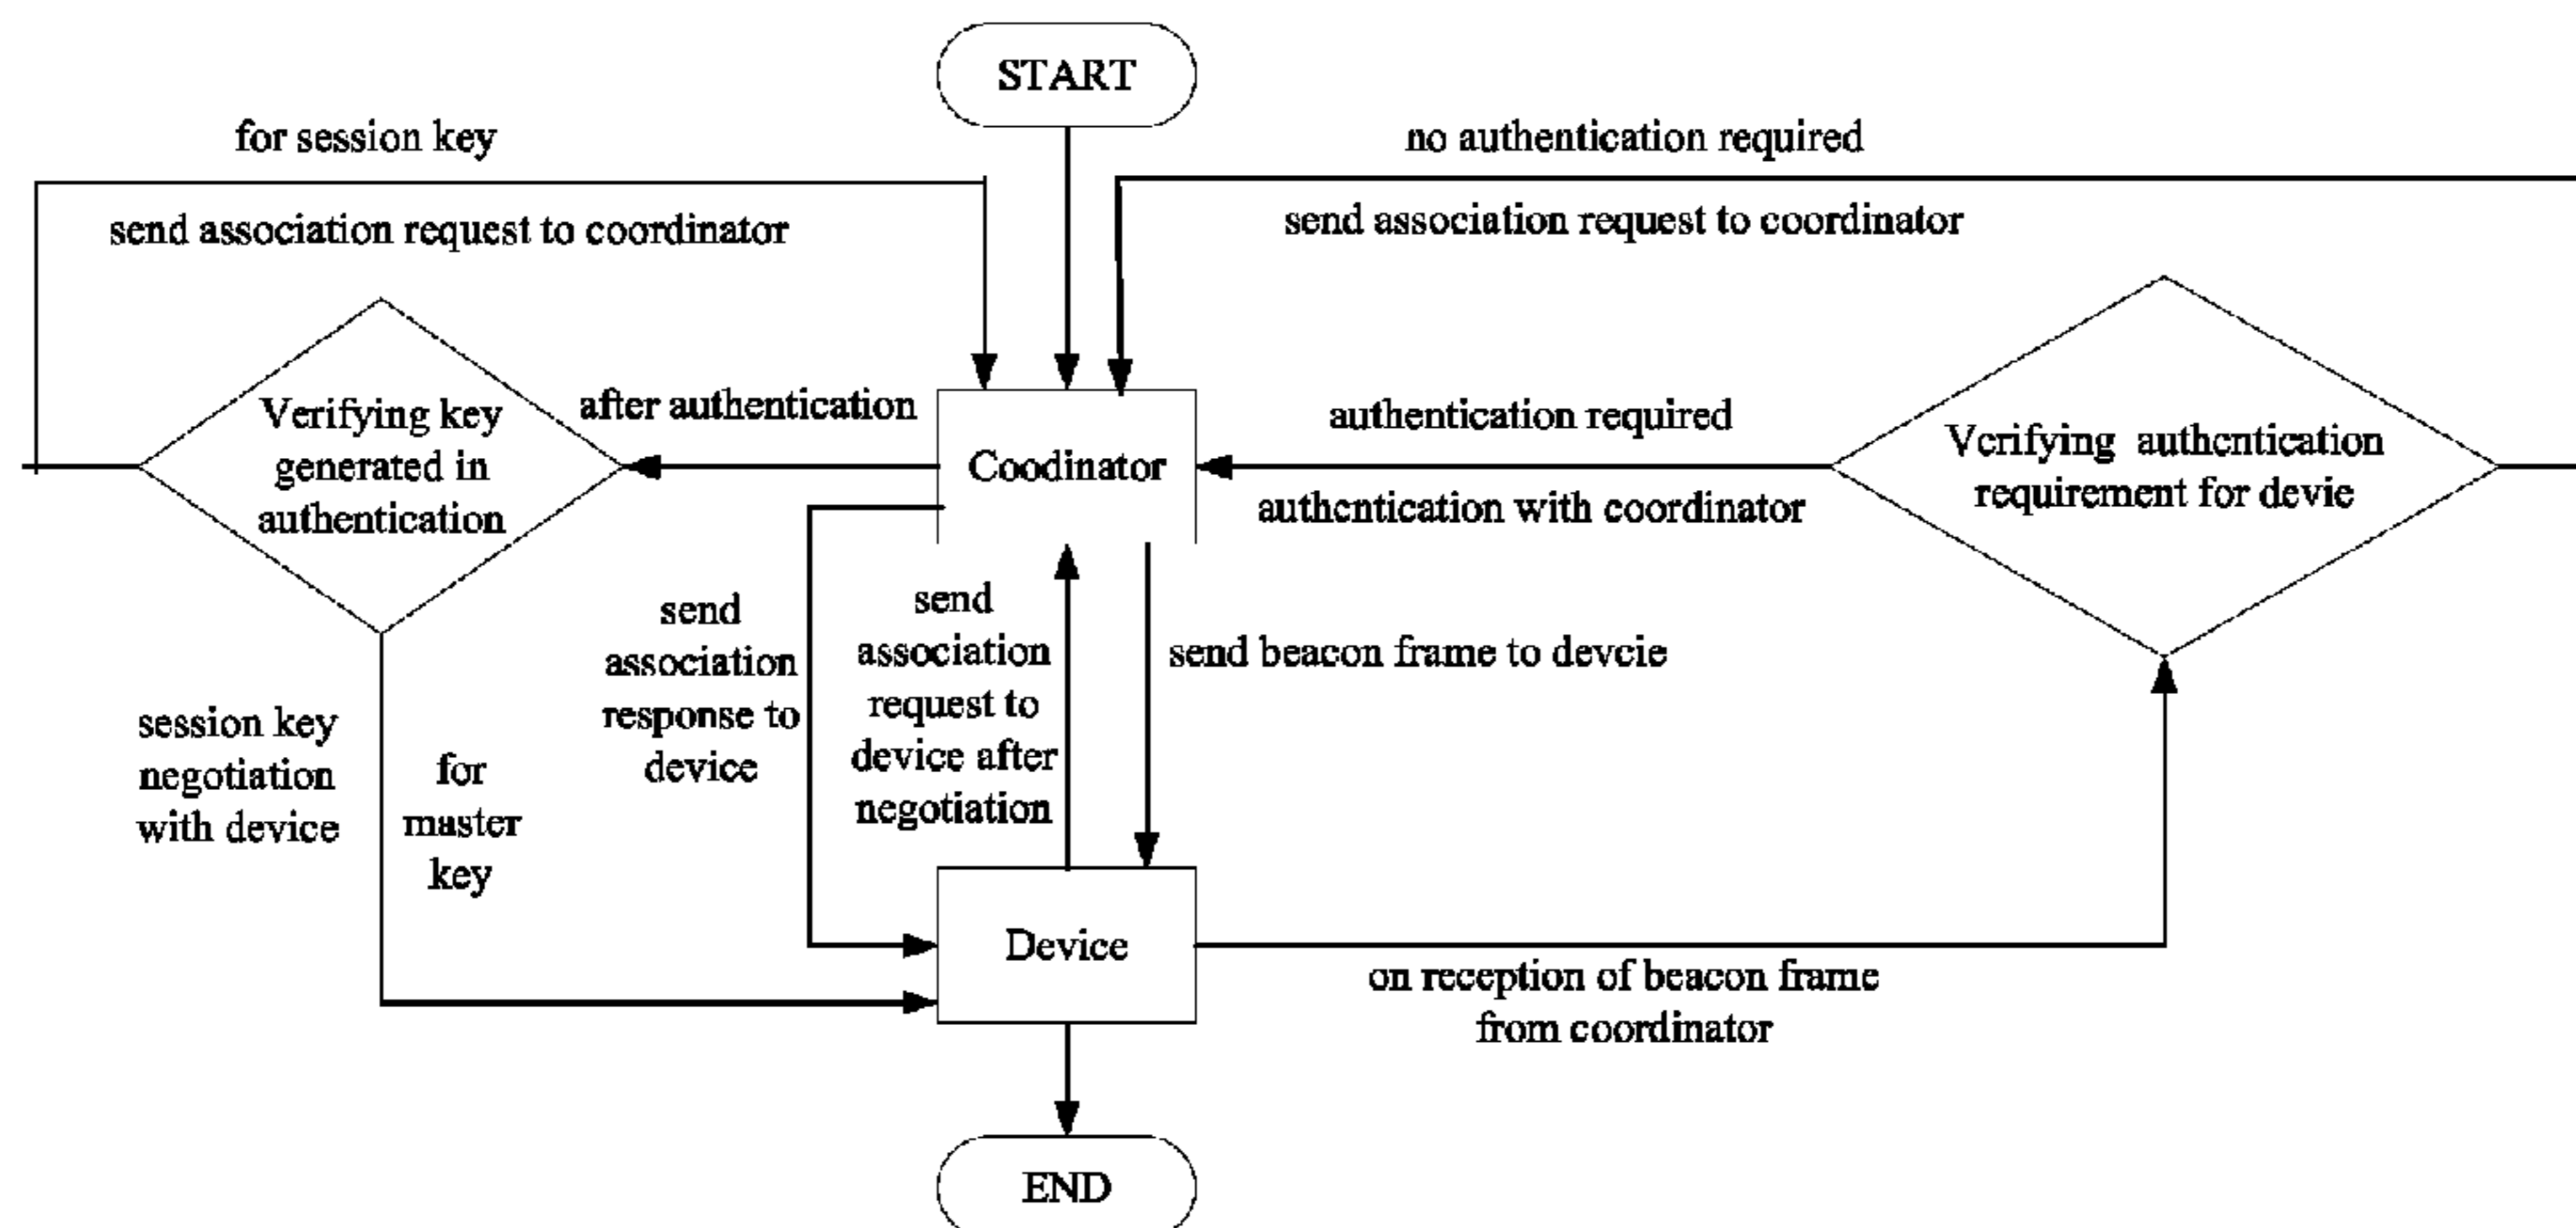 START
for session key
no authentication required
send association request to coordinator
send association request to coordinator
Verifying key
generated in
authentication
after authentication
Coodinator
authentication required
authentication with coordinator
Verifying authentication
requirement for devie
send
association
response to
device
send
association
request to
device after
negotiation
send beacon frame to devcie
session key
negotiation
with device
for
master
key
Device
on reception of beacon frame
from coordinator
END